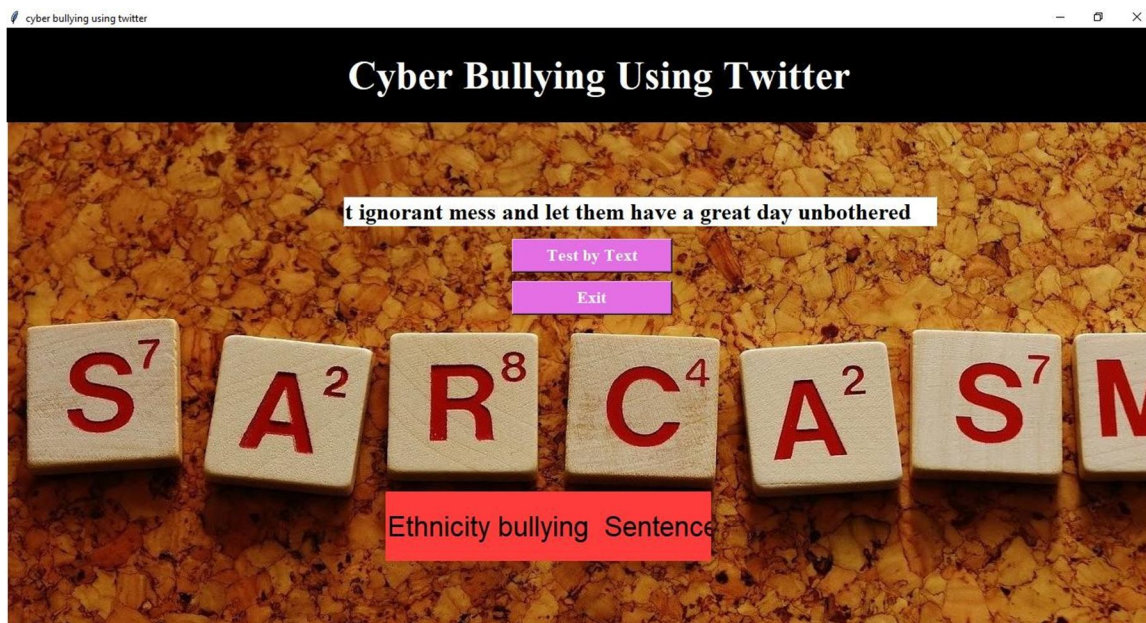 cyber bullying using twitter
Cyber Bullying Using Twitter
t ignorant mess and let them have a great day unbothered
Test by Text
Exit
S7 A2 R8 C4 A2 S7 M
Ethnicity bullying Sentence